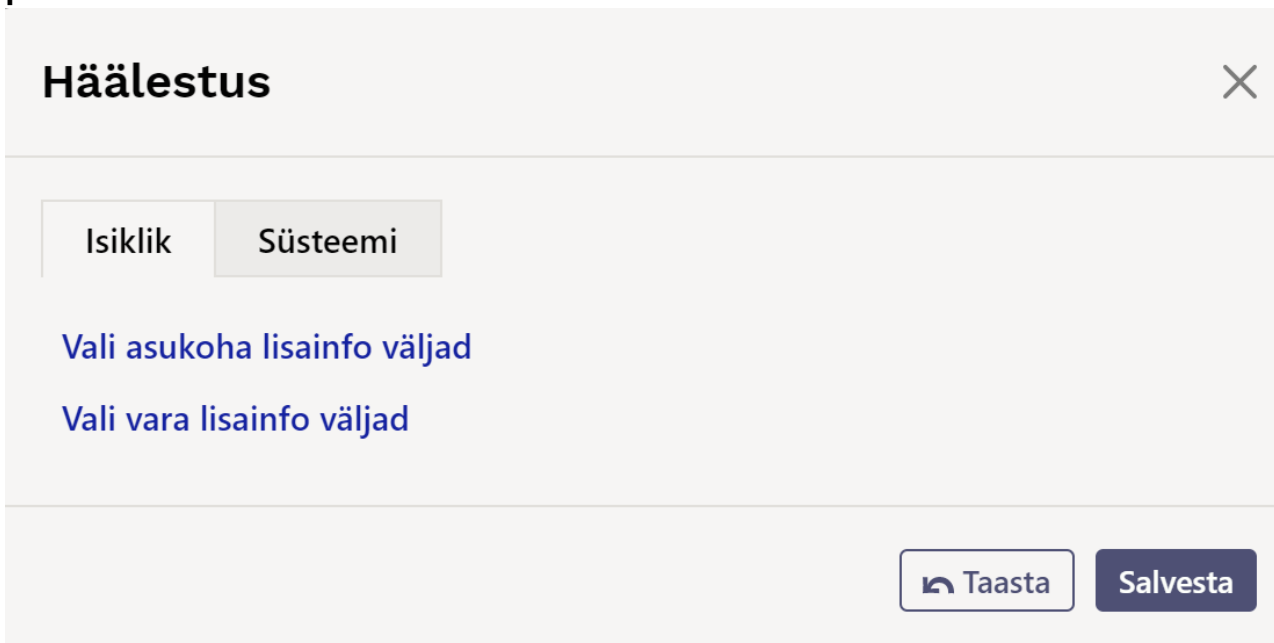 Häälestus
Isiklik Süsteemi
Vali asukoha lisainfo väljad
Vali vara lisainfo väljad
Taasta Salvesta